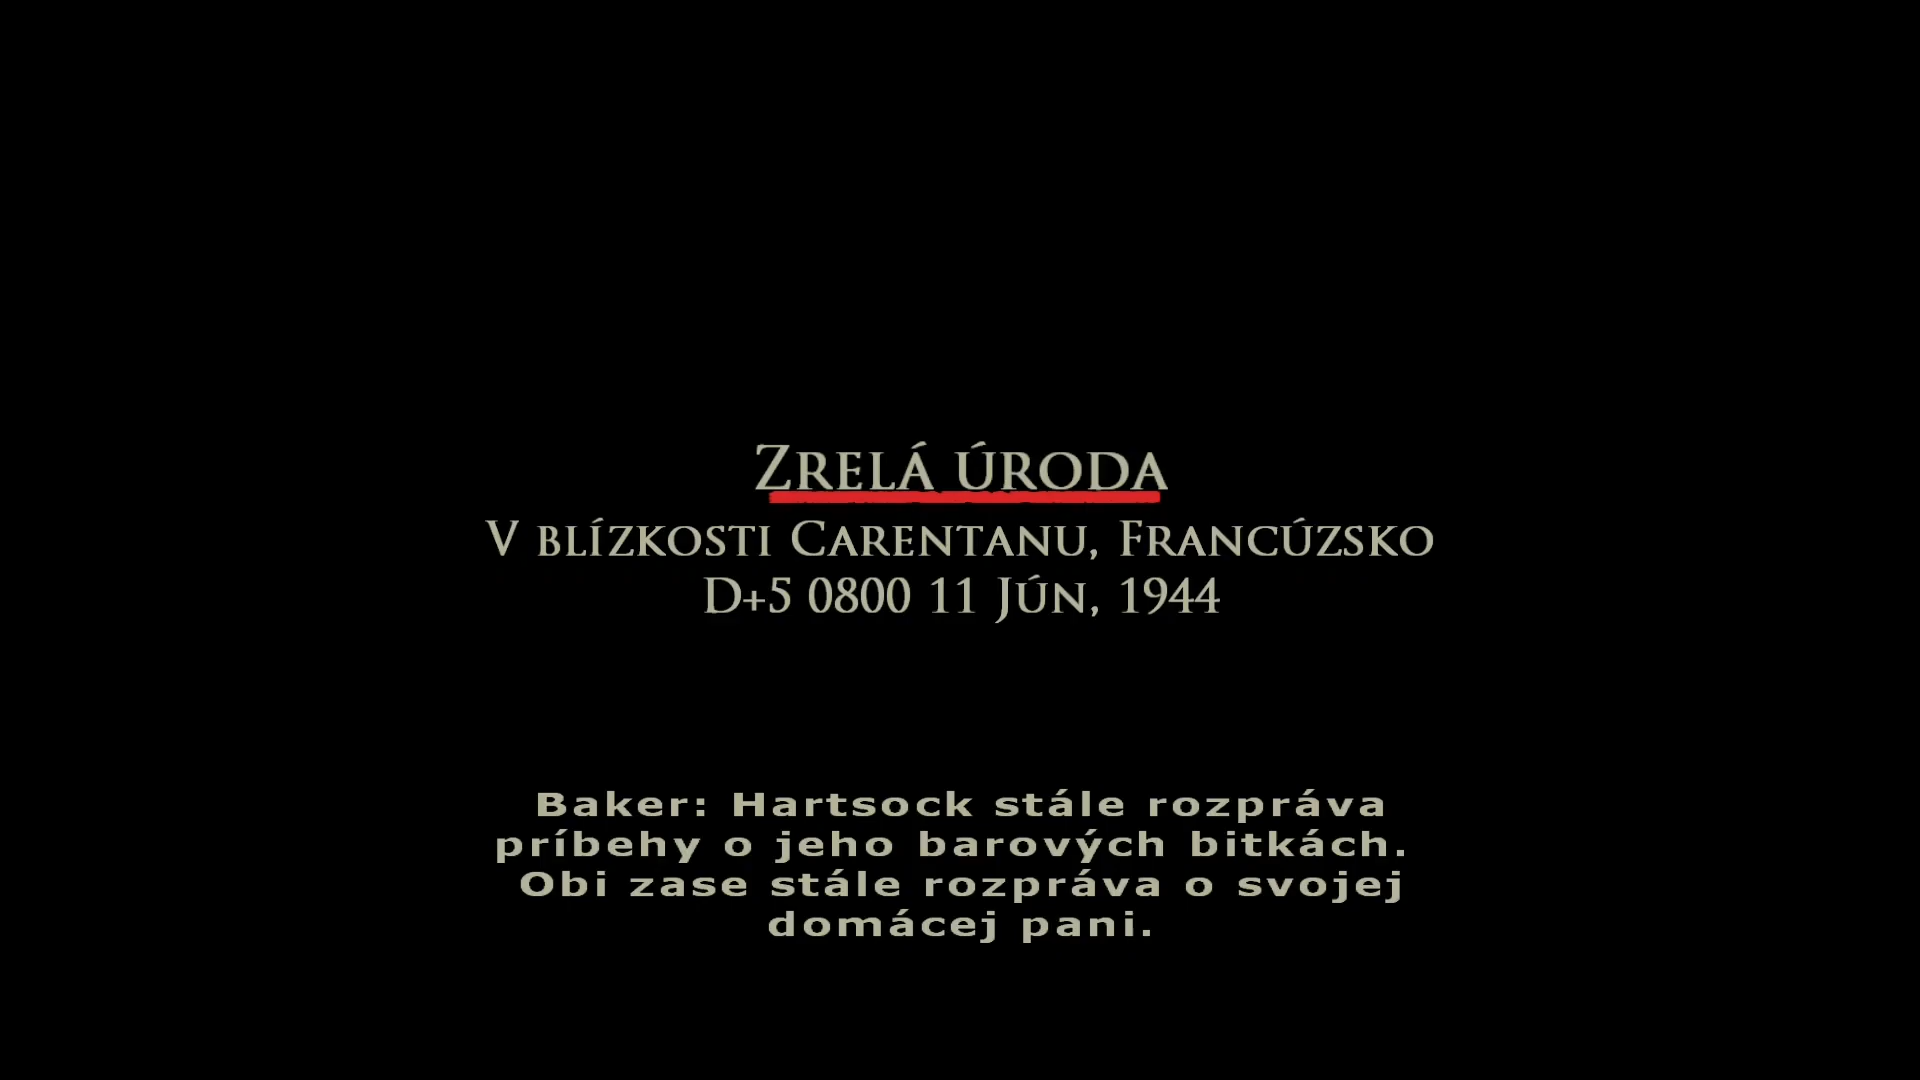 Zrelá úroda
V blízkosti Carentanu, Francúzsko
D+5 0800 11 Jún, 1944
Baker: Hartsock stále rozpráva
príbehy o jeho barových bitkách.
Obi zase stále rozpráva o svojej
domácej pani.